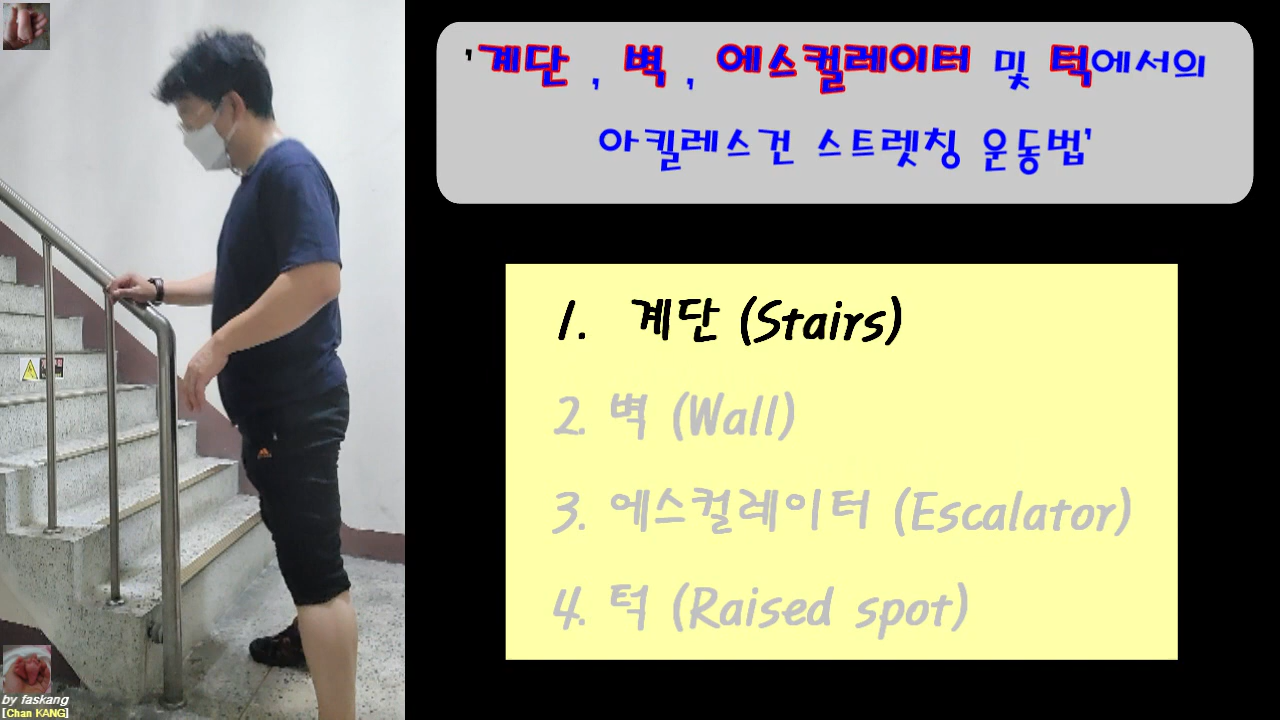 '계단 , 벽 , 에스컬레이터 및 턱에서의
아킬레스건 스트렛칭 운동법'
1. 계단 (Stairs)
2. 벽 (Wall)
3. 에스컬레이터 (Escalator)
4. 턱 (Raised spot)
by faskang
[Chan KANG]